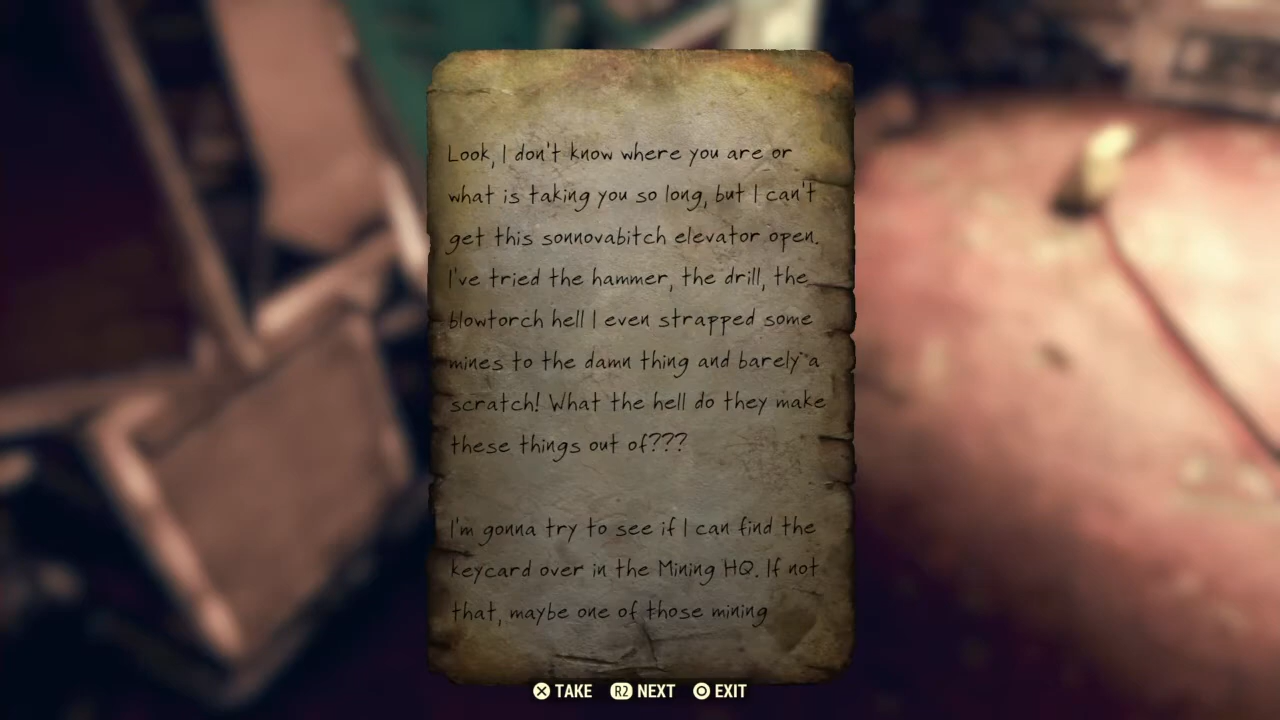 Look, I don't know where you are or
what is taking you so long, but I can't
get this sonnovabitch elevator open.
I've tried the hammer, the drill, the
blowtorch hell I even strapped some
mines to the damn thing and barely a
scratch! What the hell do they make
these things out of???
I'm gonna try to see if I can find the
keycard over in the Mining HQ. If not
that, maybe one of those mining
TAKE R2 NEXT EXIT